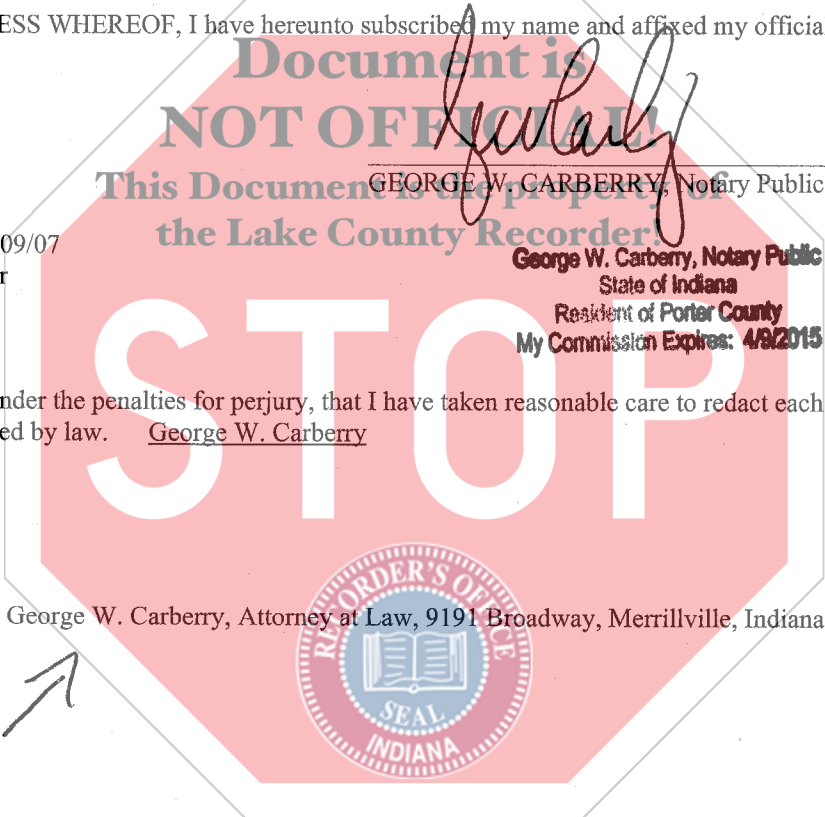 ESS WHEREOF, I have hereunto subscribed my name and affixed my officia
Document is
NOT OFFICIAL!
GEORGE W. CARBERRY, Notary Public
This Document is the property of
the Lake County Recorder!
09/07
r
George W. Carberry, Notary Public
State of Indiana
Resident of Porter County
My Commission Expires: 4/9/2015
STOP
nder the penalties for perjury, that I have taken reasonable care to redact each
ed by law. George W. Carberry
George W. Carberry, Attorney at Law, 9191 Broadway, Merrillville, Indiana
RECORDER'S OFFICE
SEAL
INDIANA